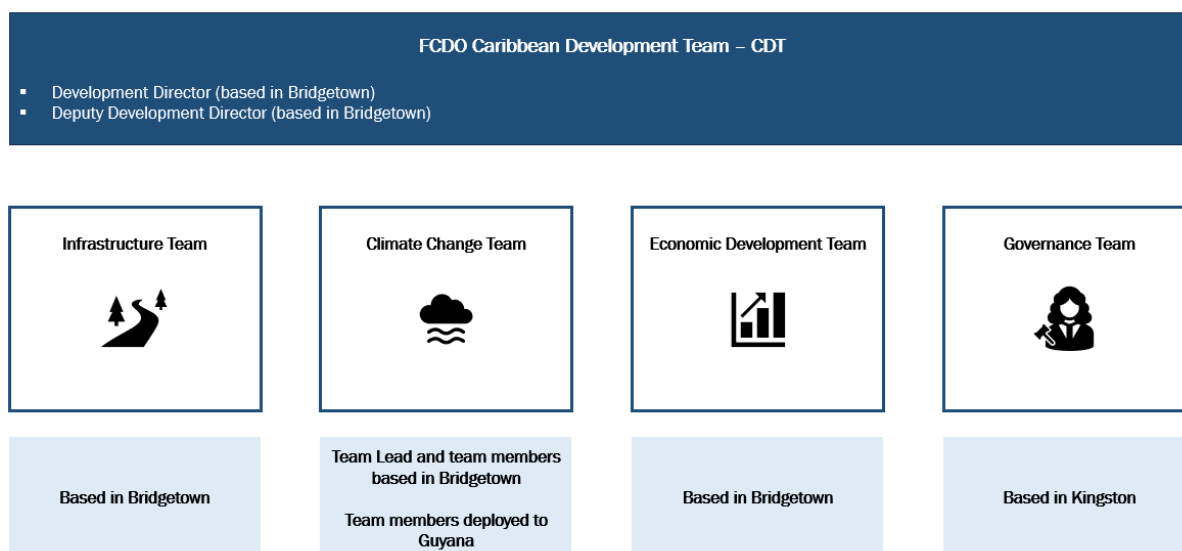 FCDO Caribbean Development Team – CDT
▪ Development Director (based in Bridgetown)
▪ Deputy Development Director (based in Bridgetown)
Infrastructure Team
Climate Change Team
Economic Development Team
Governance Team
Based in Bridgetown
Team Lead and team members
based in Bridgetown
Team members deployed to
Guyana
Based in Bridgetown
Based in Kingston